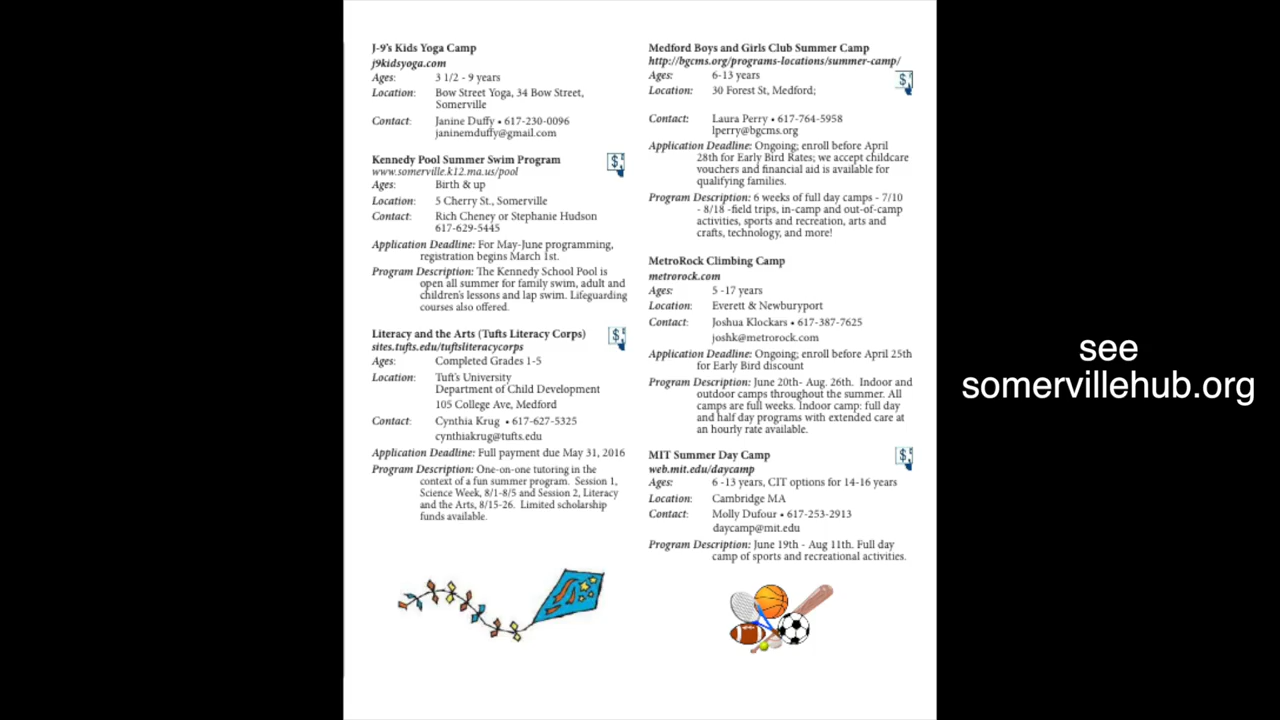 J-9's Kids Yoga Camp
j9kidsyoga.com
Ages: 3 1/2 - 9 years
Location: Bow Street Yoga, 34 Bow Street,
Somerville
Contact: Janine Duffy • 617-230-0096
janinemduffy@gmail.com
Kennedy Pool Summer Swim Program
www.somerville.k12.ma.us/pool
Ages: Birth & up
Location: 5 Cherry St., Somerville
Contact: Rich Cheney or Stephanie Hudson
617-629-5445
Application Deadline: For May-June programming,
registration begins March 1st.
Program Description: The Kennedy School Pool is
open all summer for family swim, adult and
children's lessons and lap swim. Lifeguarding
courses also offered.
Literacy and the Arts (Tufts Literacy Corps)
sites.tufts.edu/tuftsliteracycorps
Ages: Completed Grades 1-5
Location: Tuft's University
Department of Child Development
105 College Ave, Medford
Contact: Cynthia Krug • 617-627-5325
cynthiakrug@tufts.edu
Application Deadline: Full payment due May 31, 2016
Program Description: One-on-one tutoring in the
context of a fun summer program. Session 1,
Science Week, 8/1-8/5 and Session 2, Literacy
and the Arts, 8/15-26. Limited scholarship
funds available.
Medford Boys and Girls Club Summer Camp
http://bgcms.org/programs-locations/summer-camp/
Ages: 6-13 years
Location: 30 Forest St, Medford;
Contact: Laura Perry • 617-764-5958
lperry@bgcms.org
Application Deadline: Ongoing; enroll before April
28th for Early Bird Rates; we accept childcare
vouchers and financial aid is available for
qualifying families.
Program Description: 6 weeks of full day camps - 7/10
- 8/18 -field trips, in-camp and out-of-camp
activities, sports and recreation, arts and
crafts, technology, and more!
MetroRock Climbing Camp
metrorock.com
Ages: 5 -17 years
Location: Everett & Newburyport
Contact: Joshua Klockars • 617-387-7625
joshk@metrorock.com
Application Deadline: Ongoing; enroll before April 25th
for Early Bird discount
Program Description: June 20th- Aug. 26th. Indoor and
outdoor camps throughout the summer. All
camps are full weeks. Indoor camp: full day
and half day programs with extended care at
an hourly rate available.
MIT Summer Day Camp
web.mit.edu/daycamp
Ages: 6 -13 years, CIT options for 14-16 years
Location: Cambridge MA
Contact: Molly Dufour • 617-253-2913
daycamp@mit.edu
Program Description: June 19th - Aug 11th. Full day
camp of sports and recreational activities.
see
somervillehub.org